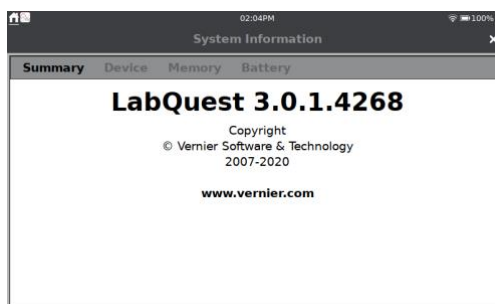 02:04PM
100%
System Information
×
Summary Device Memory Battery
LabQuest 3.0.1.4268
Copyright
© Vernier Software & Technology
2007-2020
www.vernier.com